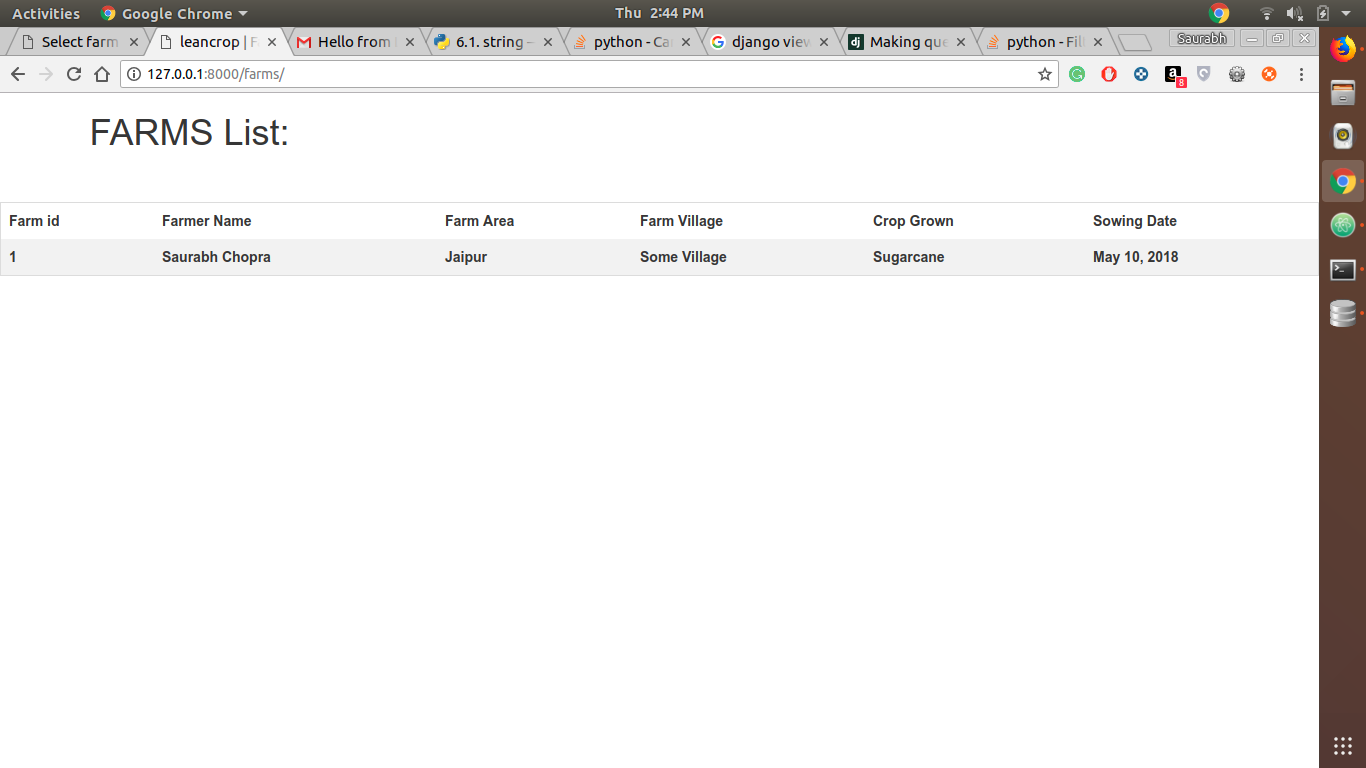 Activities Google Chrome Thu 2:44 PM
Select farm leancrop | F Hello from 6.1. string — python - Ca django view Making que python - Fil Saurabh
127.0.0.1:8000/farms/ 8
FARMS List:
Farm id Farmer Name Farm Area Farm Village Crop Grown Sowing Date
1 Saurabh Chopra Jaipur Some Village Sugarcane May 10, 2018